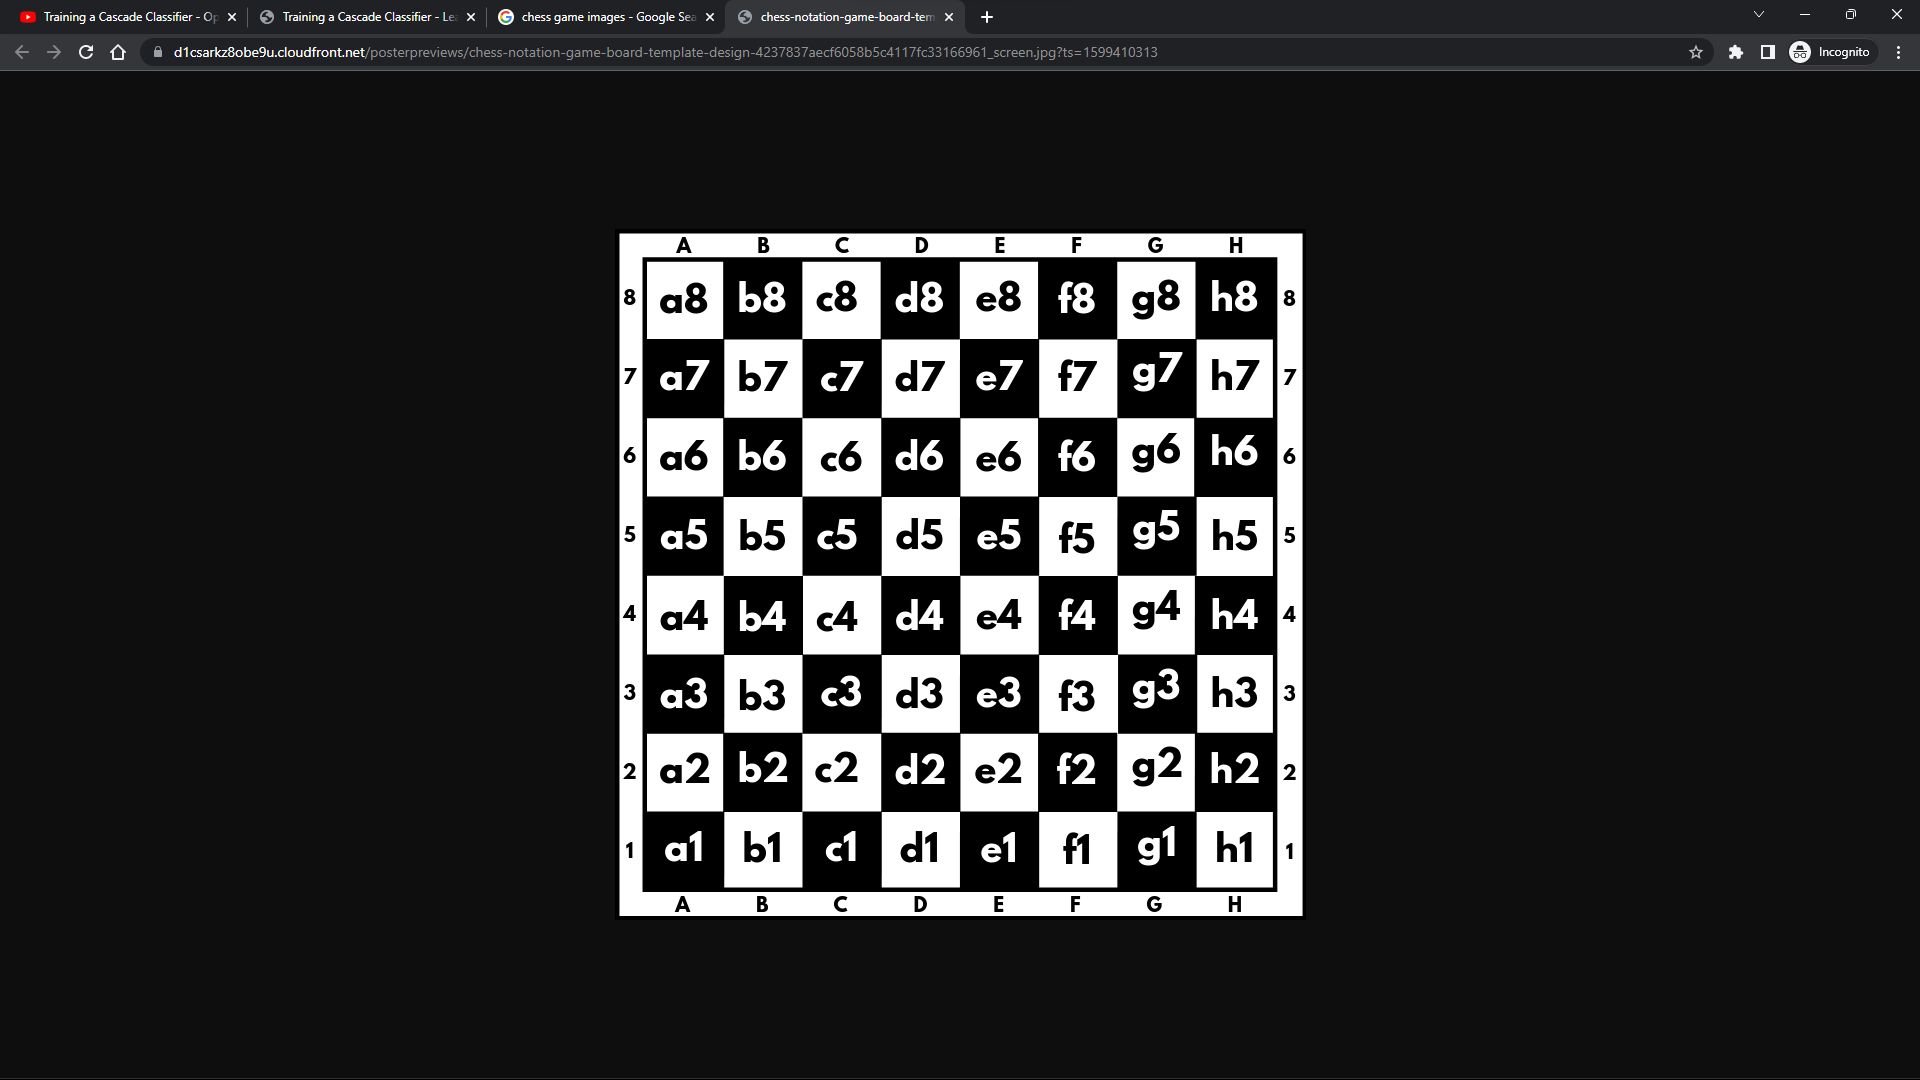 Training a Cascade Classifier - Op
Training a Cascade Classifier - Le
chess game images - Google Sea
chess-notation-game-board-tem
d1csarkz8obe9u.cloudfront.net/posterpreviews/chess-notation-game-board-template-design-4237837aecf6058b5c4117fc33166961_screen.jpg?ts=1599410313
Incognito
A B C D E F G H
8 a8 b8 c8 d8 e8 f8 g8 h8 8
7 a7 b7 c7 d7 e7 f7 g7 h7 7
6 a6 b6 c6 d6 e6 f6 g6 h6 6
5 a5 b5 c5 d5 e5 f5 g5 h5 5
4 a4 b4 c4 d4 e4 f4 g4 h4 4
3 a3 b3 c3 d3 e3 f3 g3 h3 3
2 a2 b2 c2 d2 e2 f2 g2 h2 2
1 a1 b1 c1 d1 e1 f1 g1 h1 1
A B C D E F G H